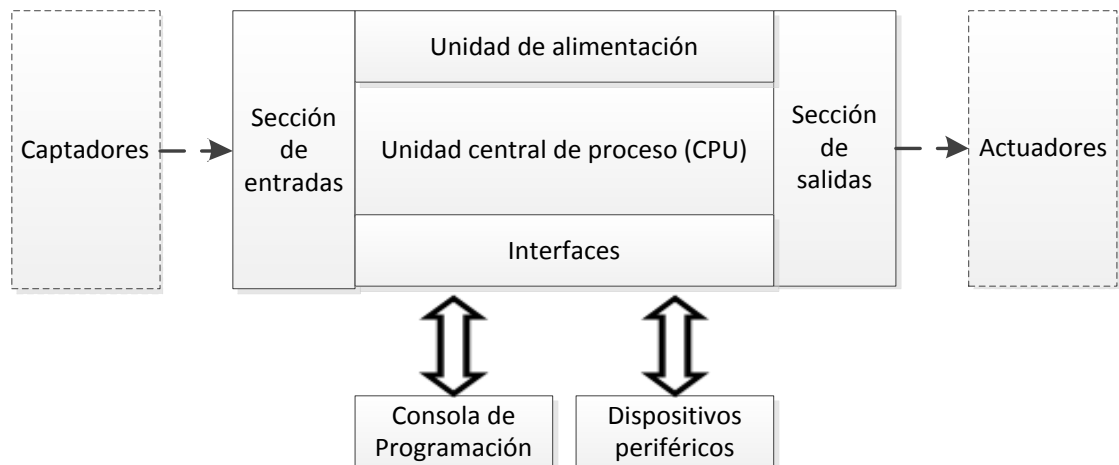 Unidad de alimentación
Captadores
Sección
de
entradas
Unidad central de proceso (CPU)
Sección
de
salidas
Actuadores
Interfaces
Consola de
Programación
Dispositivos
periféricos